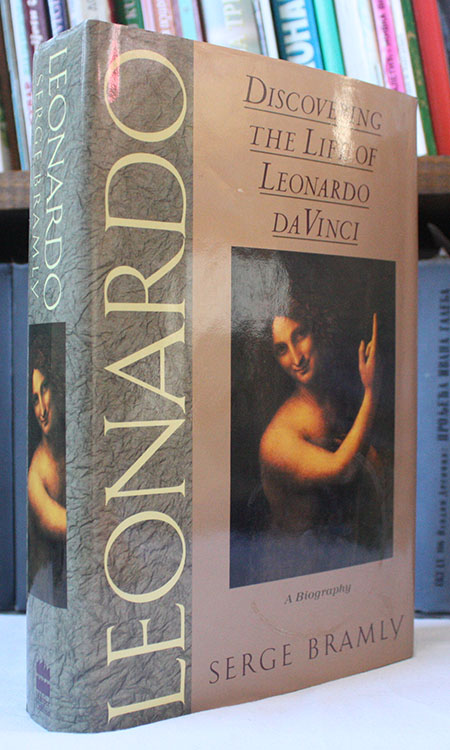 LEONARDO
SERGE BRAMLY
LEONARDO
DISCOVERING
THE LIFE OF
LEONARDO
DA VINCI
A Biography
SERGE BRAMLY